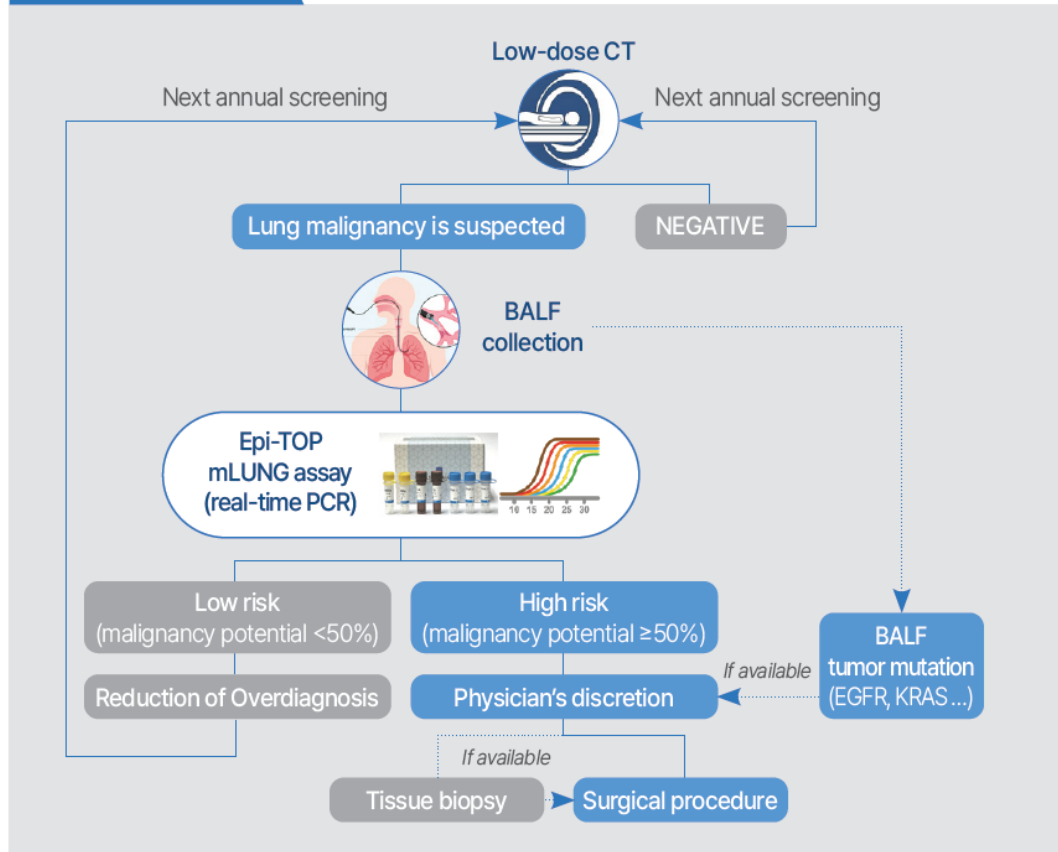 Low-dose CT
Next annual screening
Next annual screening
Lung malignancy is suspected
NEGATIVE
BALF
collection
Epi-TOP
mLUNG assay
(real-time PCR)
10 15 20 25 30
Low risk
(malignancy potential <50%)
High risk
(malignancy potential ≥50%)
BALF
tumor mutation
(EGFR, KRAS ...)
If available
Reduction of Overdiagnosis
Physician's discretion
If available
Tissue biopsy
Surgical procedure